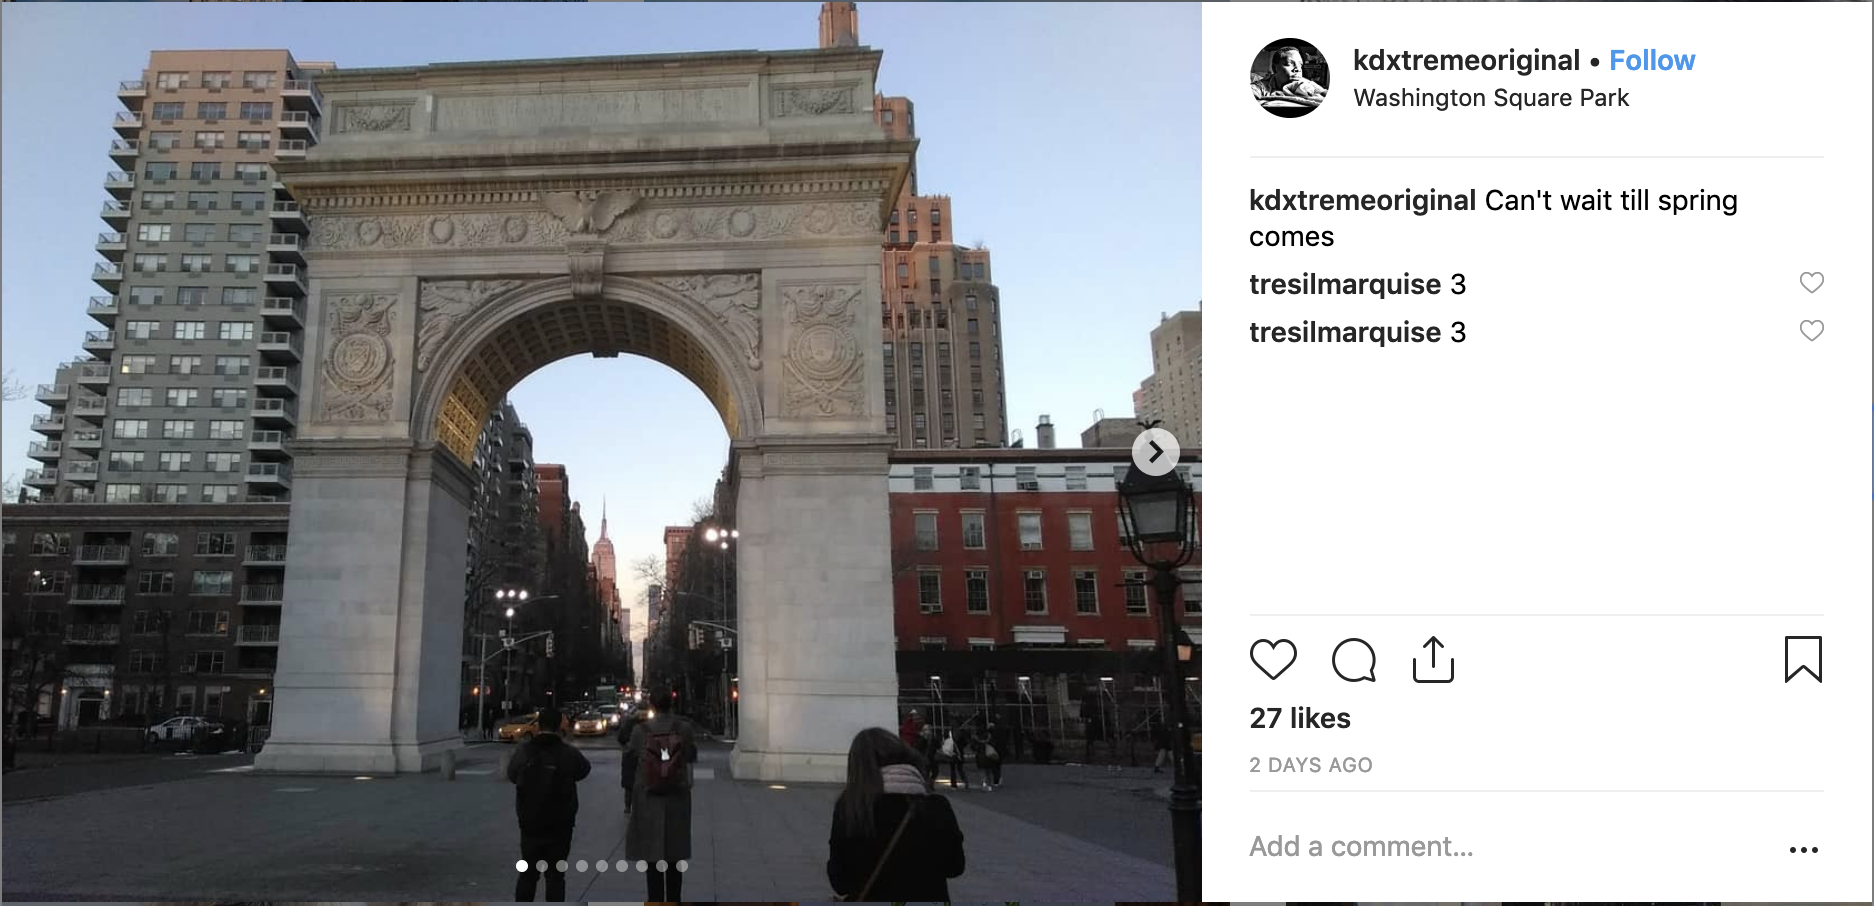 kdxtremeoriginal • Follow
Washington Square Park
kdxtremeoriginal Can't wait till spring
comes
tresilmarquise 3
tresilmarquise 3
27 likes
2 DAYS AGO
Add a comment...